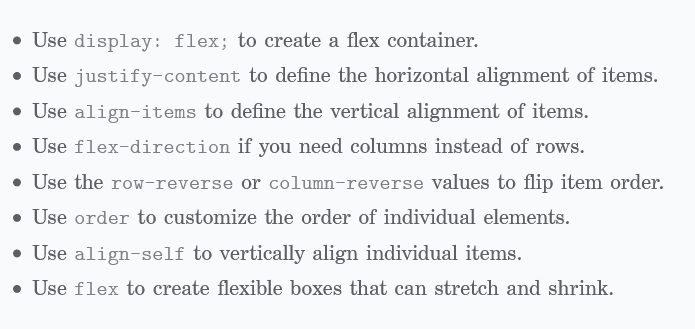 • Use display: flex; to create a flex container.
• Use justify-content to define the horizontal alignment of items.
• Use align-items to define the vertical alignment of items.
• Use flex-direction if you need columns instead of rows.
• Use the row-reverse or column-reverse values to flip item order.
• Use order to customize the order of individual elements.
• Use align-self to vertically align individual items.
• Use flex to create flexible boxes that can stretch and shrink.